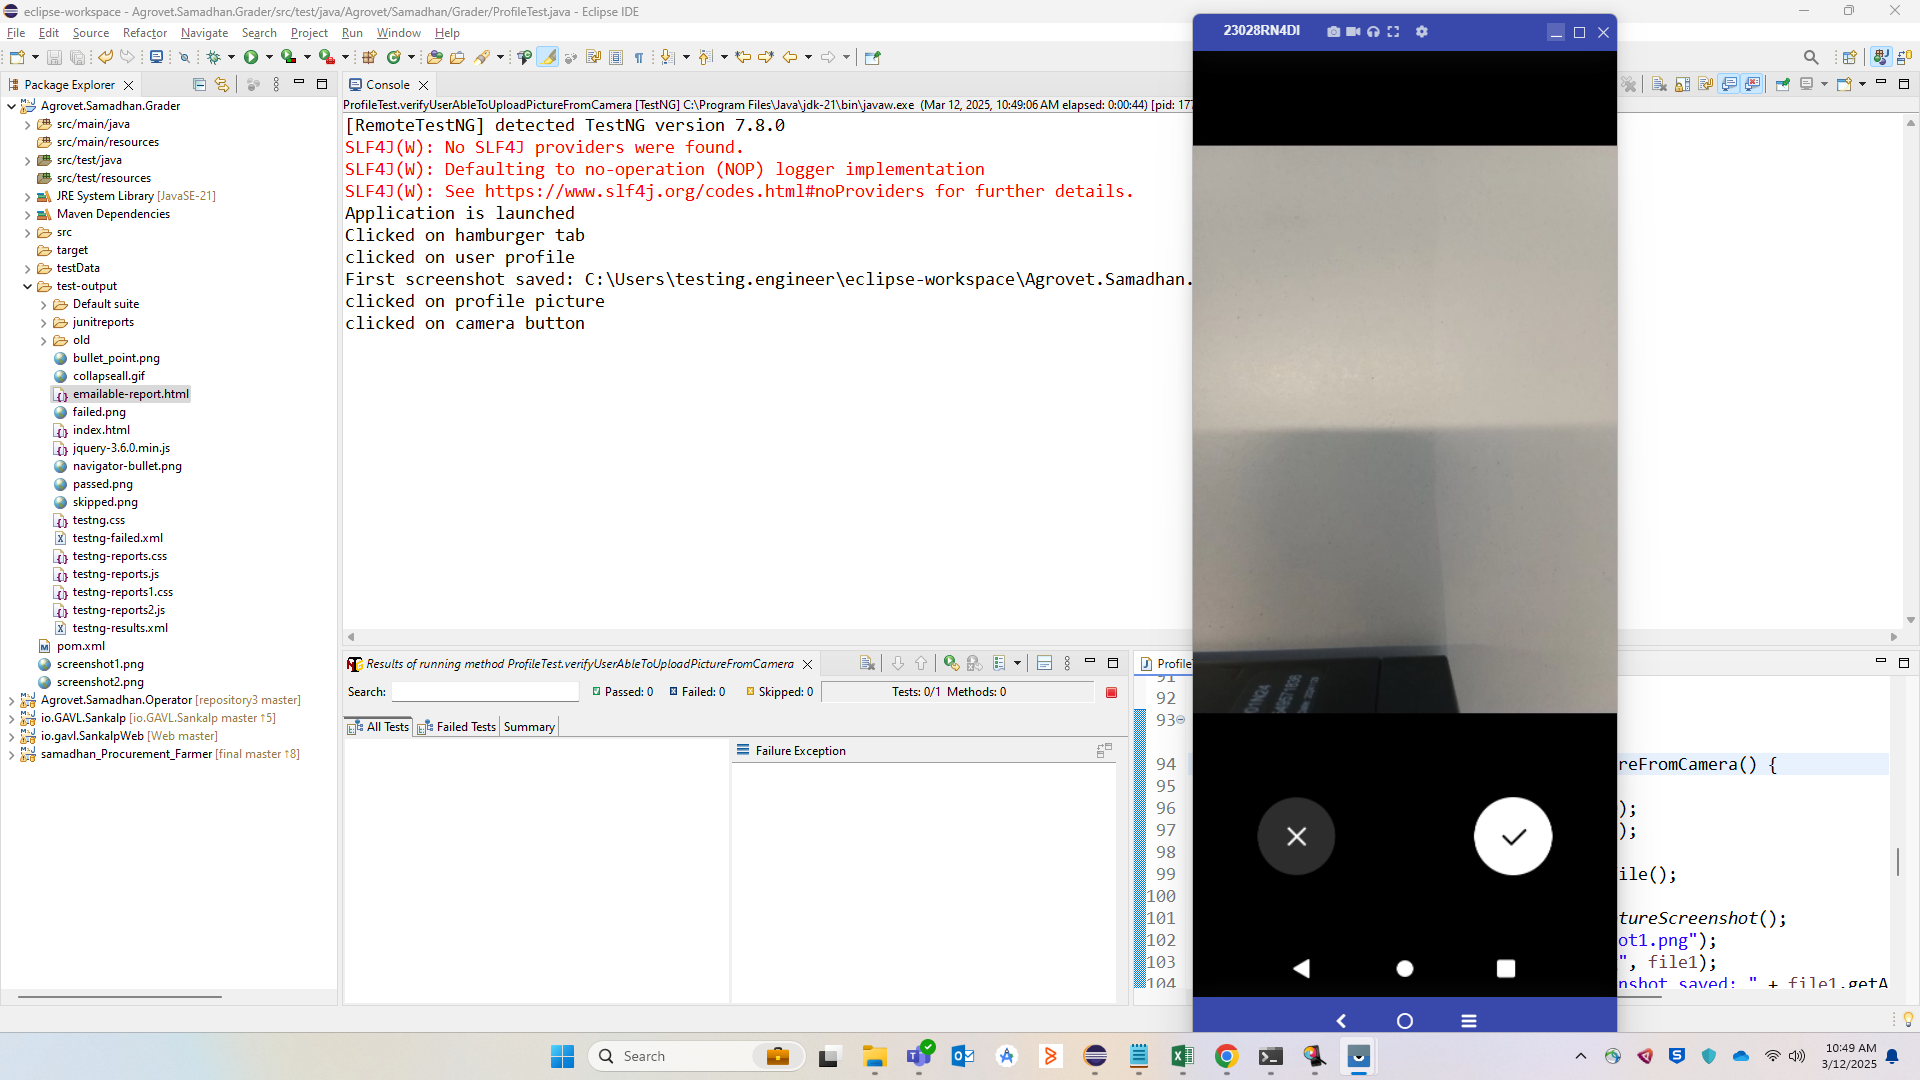 eclipse-workspace - Agrovet.Samadhan.Grader/src/test/java/Agrovet/Samadhan/Grader/ProfileTest.java - Eclipse IDE
File Edit Source Refactor Navigate Search Project Run Window Help
Package Explorer
Agrovet.Samadhan.Grader
src/main/java
src/main/resources
src/test/java
src/test/resources
JRE System Library [JavaSE-21]
Maven Dependencies
src
target
testData
test-output
Default suite
junitreports
old
bullet_point.png
collapseall.gif
emailable-report.html
failed.png
index.html
jquery-3.6.0.min.js
navigator-bullet.png
passed.png
skipped.png
testng.css
testng-failed.xml
testng-reports.css
testng-reports.js
testng-reports1.css
testng-reports2.js
testng-results.xml
pom.xml
screenshot1.png
screenshot2.png
Agrovet.Samadhan.Operator [repository3 master]
io.GAVL.Sankalp [io.GAVL.Sankalp master ↑5]
io.gavl.SankalpWeb [Web master]
samadhan_Procurement_Farmer [final master ↑8]
Console
ProfileTest.verifyUserAbleToUploadPictureFromCamera [TestNG] C:\Program Files\Java\jdk-21\bin\javaw.exe (Mar 12, 2025, 10:49:06 AM elapsed: 0:00:44) [pid: 177
[RemoteTestNG] detected TestNG version 7.8.0
SLF4J(W): No SLF4J providers were found.
SLF4J(W): Defaulting to no-operation (NOP) logger implementation
SLF4J(W): See https://www.slf4j.org/codes.html#noProviders for further details.
Application is launched
Clicked on hamburger tab
clicked on user profile
First screenshot saved: C:\Users\testing.engineer\eclipse-workspace\Agrovet.Samadhan.
clicked on profile picture
clicked on camera button
Results of running method ProfileTest.verifyUserAbleToUploadPictureFromCamera
Search: Passed: 0 Failed: 0 Skipped: 0 Tests: 0/1 Methods: 0
All Tests Failed Tests Summary
Failure Exception
23028RN4DI
Profile
91
92
93
94 reFromCamera() {
95
96 );
97 );
98
99 ile();
100
101 tureScreenshot();
102 ot1.png");
103 ", file1);
104 nshot saved: " + file1.getA
Search
10:49 AM
3/12/2025